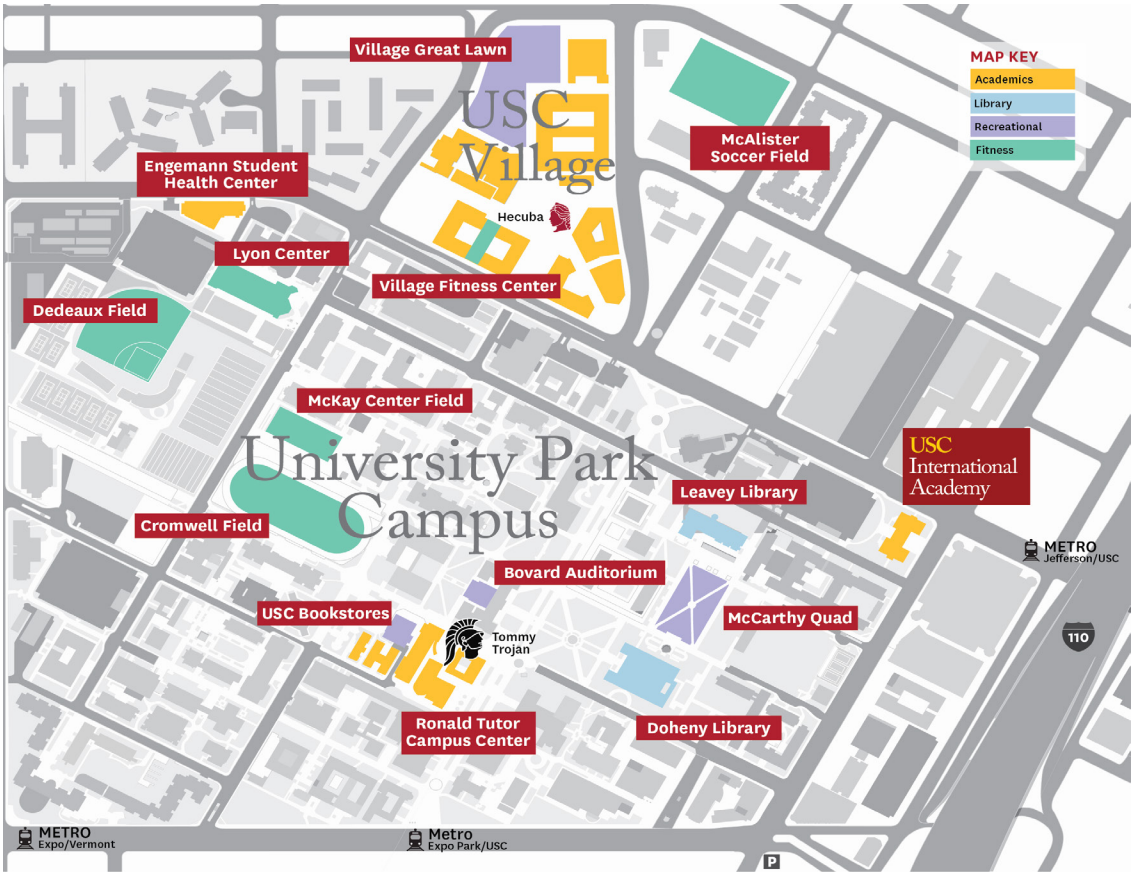 Village Great Lawn
MAP KEY
Academics
Library
Recreational
Fitness
USC
Village
McAlister
Soccer Field
Engemann Student
Health Center
Hecuba
Lyon Center
Village Fitness Center
Dedeaux Field
McKay Center Field
University Park
Campus
USC
International
Academy
Leavey Library
Cromwell Field
METRO
Jefferson/USC
Bovard Auditorium
USC Bookstores
McCarthy Quad
110
Tommy
Trojan
Ronald Tutor
Campus Center
Doheny Library
METRO
Expo/Vermont
Metro
Expo Park/USC
P